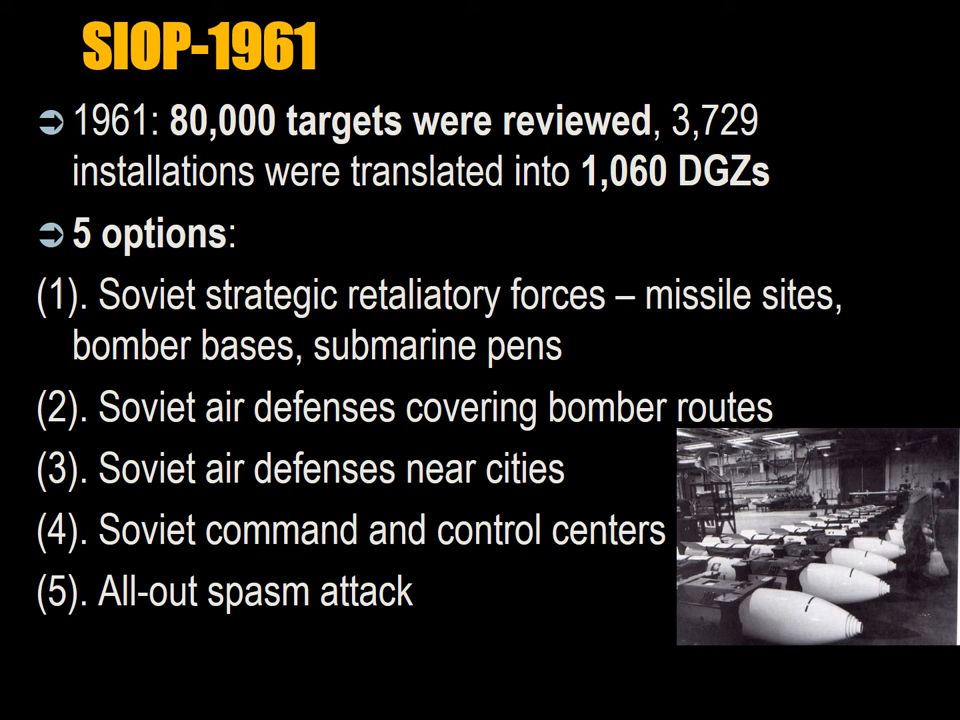 SIOP-1961
1961: 80,000 targets were reviewed, 3,729
installations were translated into 1,060 DGZs
5 options:
(1). Soviet strategic retaliatory forces – missile sites,
bomber bases, submarine pens
(2). Soviet air defenses covering bomber routes
(3). Soviet air defenses near cities
(4). Soviet command and control centers
(5). All-out spasm attack